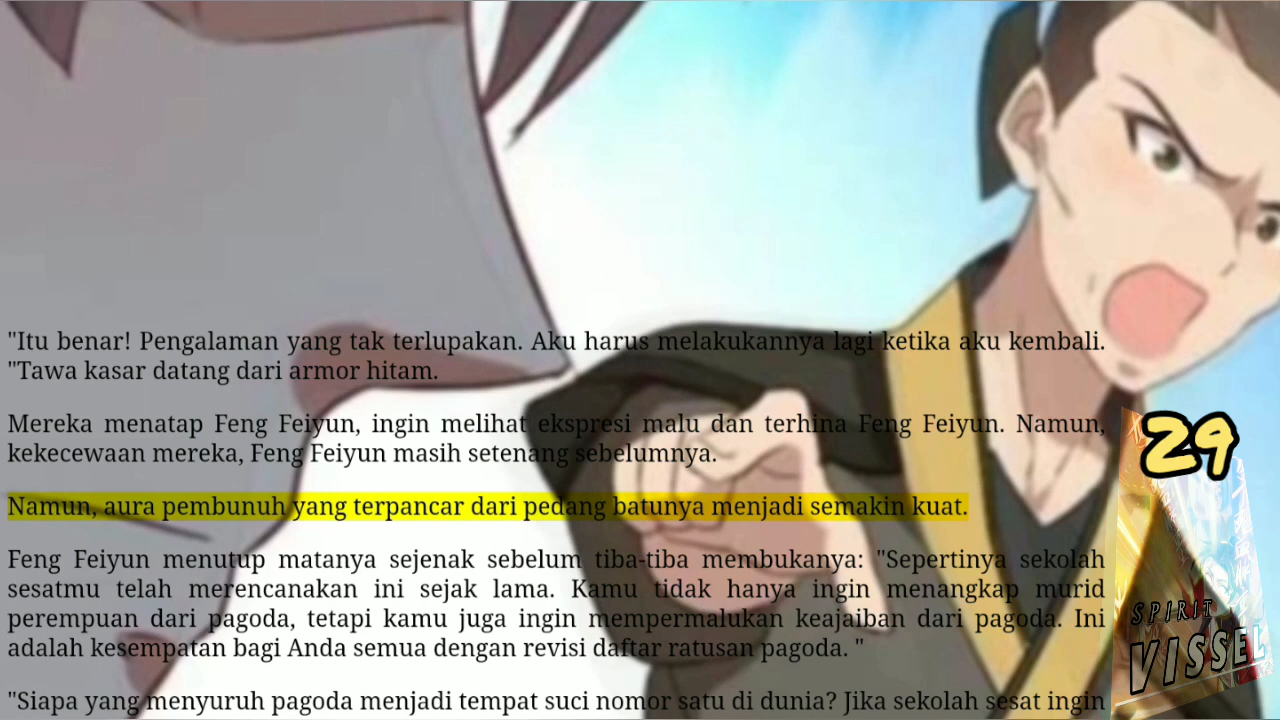 "Itu benar! Pengalaman yang tak terlupakan. Aku harus melakukannya lagi ketika aku kembali.
"Tawa kasar datang dari armor hitam.
Mereka menatap Feng Feiyun, ingin melihat ekspresi malu dan terhina Feng Feiyun. Namun,
kekecewaan mereka, Feng Feiyun masih setenang sebelumnya.
Namun, aura pembunuh yang terpancar dari pedang batunya menjadi semakin kuat.
Feng Feiyun menutup matanya sejenak sebelum tiba-tiba membukanya: "Sepertinya sekolah
sesatmu telah merencanakan ini sejak lama. Kamu tidak hanya ingin menangkap murid
perempuan dari pagoda, tetapi kamu juga ingin mempermalukan keajaiban dari pagoda. Ini
adalah kesempatan bagi Anda semua dengan revisi daftar ratusan pagoda. "
"Siapa yang menyuruh pagoda menjadi tempat suci nomor satu di dunia? Jika sekolah sesat ingin
29
SPIRIT
VISSEL